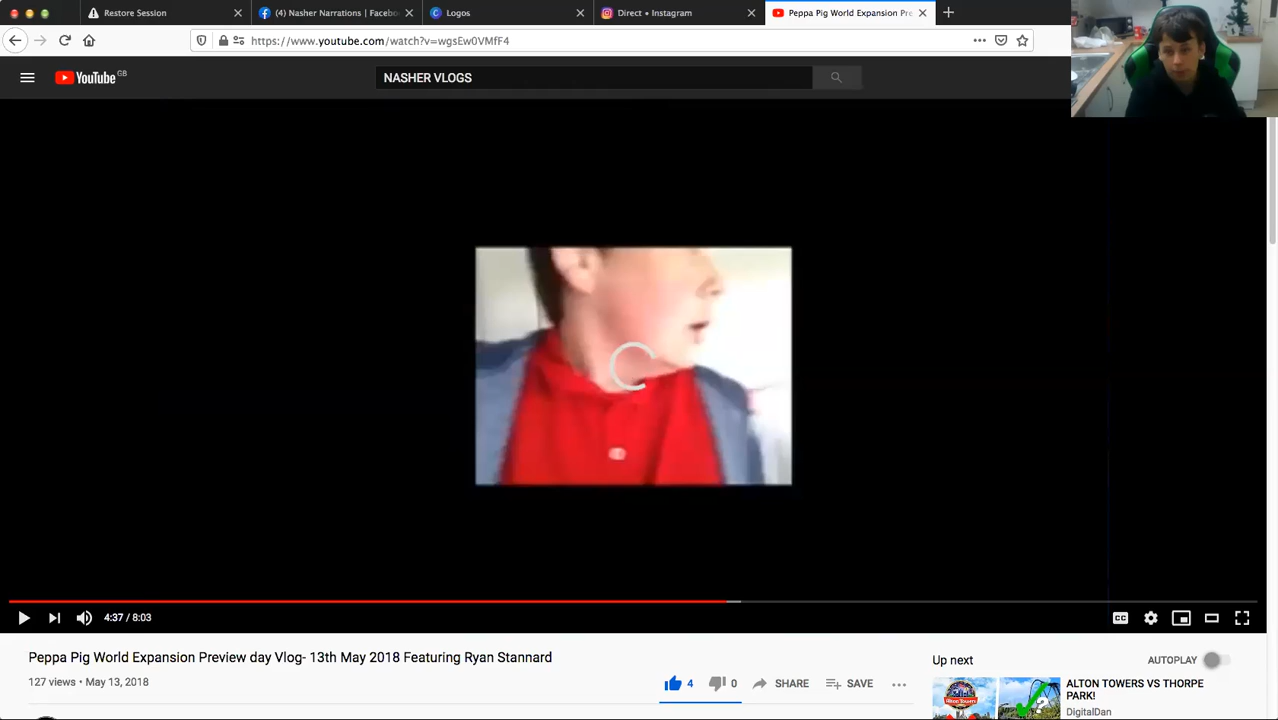 Restore Session
(4) Nasher Narrations | Facebo
Logos
Direct • Instagram
Peppa Pig World Expansion Pre
https://www.youtube.com/watch?v=wgsEw0VMfF4
YouTube GB
NASHER VLOGS
4:37 / 8:03
CC
Peppa Pig World Expansion Preview day Vlog- 13th May 2018 Featuring Ryan Stannard
127 views • May 13, 2018
4
0
SHARE
SAVE
Up next
AUTOPLAY
ALTON TOWERS VS THORPE
PARK!
DigitalDan